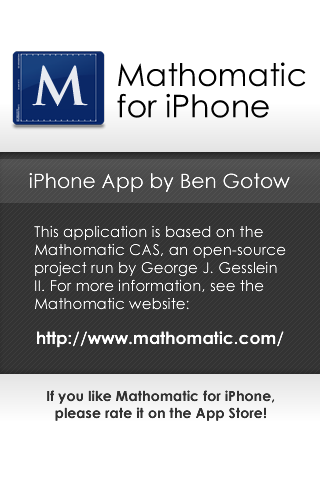 M
Mathomatic
for iPhone
iPhone App by Ben Gotow
This application is based on the
Mathomatic CAS, an open-source
project run by George J. Gesslein
II. For more information, see the
Mathomatic website:
http://www.mathomatic.com/
If you like Mathomatic for iPhone,
please rate it on the App Store!